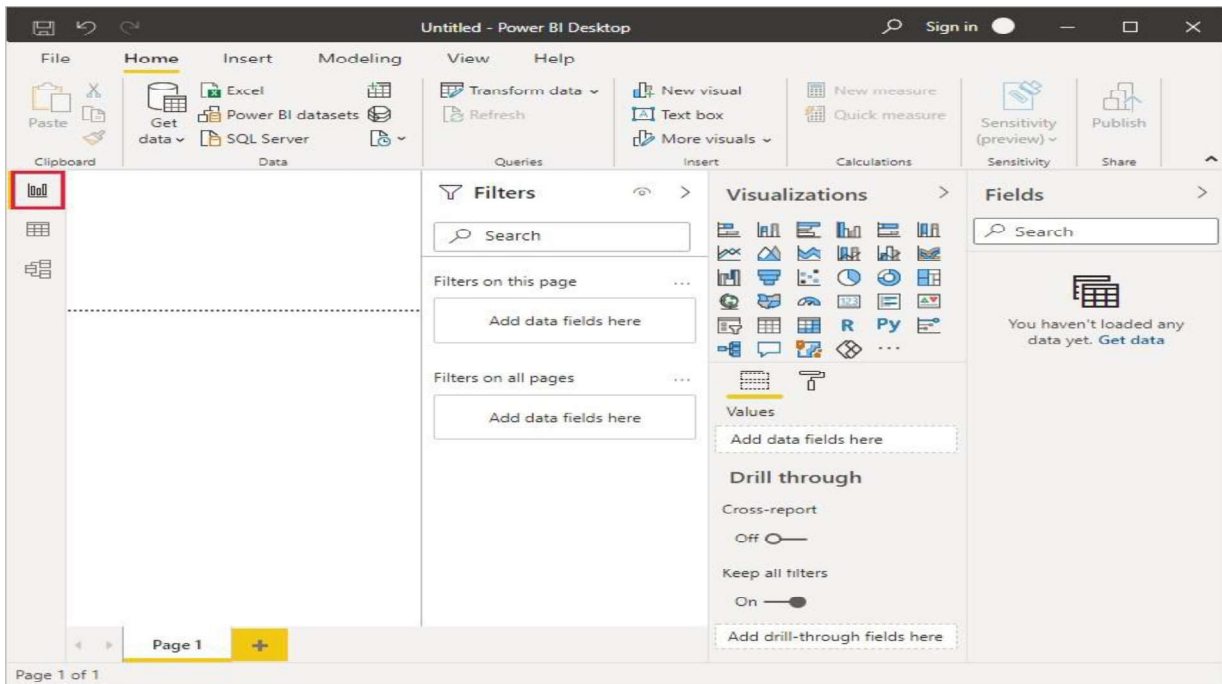 Untitled - Power BI Desktop
Sign in
File Home Insert Modeling View Help
Paste
Clipboard
Get data
Excel
Power BI datasets
SQL Server
Data
Transform data
Refresh
Queries
New visual
Text box
More visuals
Insert
New measure
Quick measure
Calculations
Sensitivity
(preview)
Sensitivity
Publish
Share
Filters
Search
Filters on this page
Add data fields here
Filters on all pages
Add data fields here
Visualizations
123
R Py
Values
Add data fields here
Drill through
Cross-report
Off
Keep all filters
On
Add drill-through fields here
Fields
Search
You haven't loaded any
data yet. Get data
Page 1
Page 1 of 1